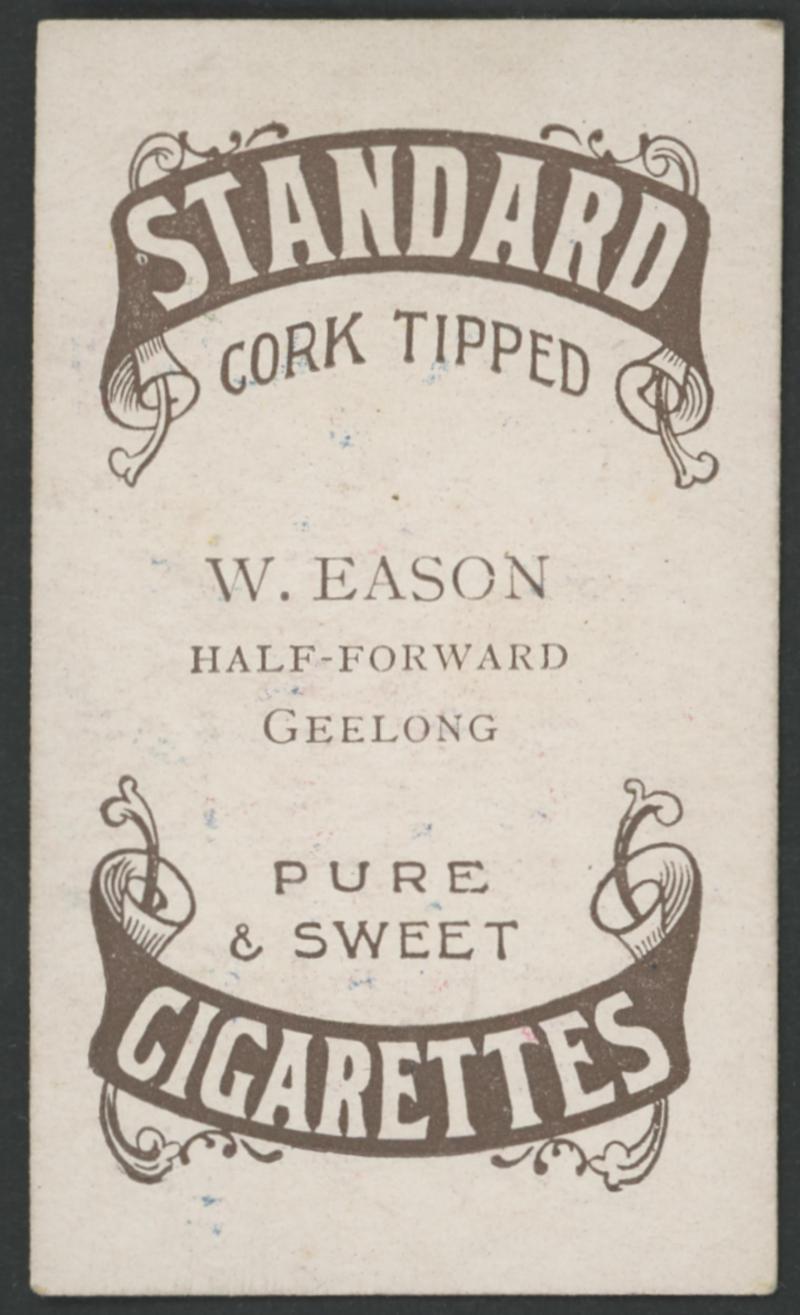 STANDARD
CORK TIPPED
W. EASON
HALF-FORWARD
GEELONG
PURE
& SWEET
CIGARETTES